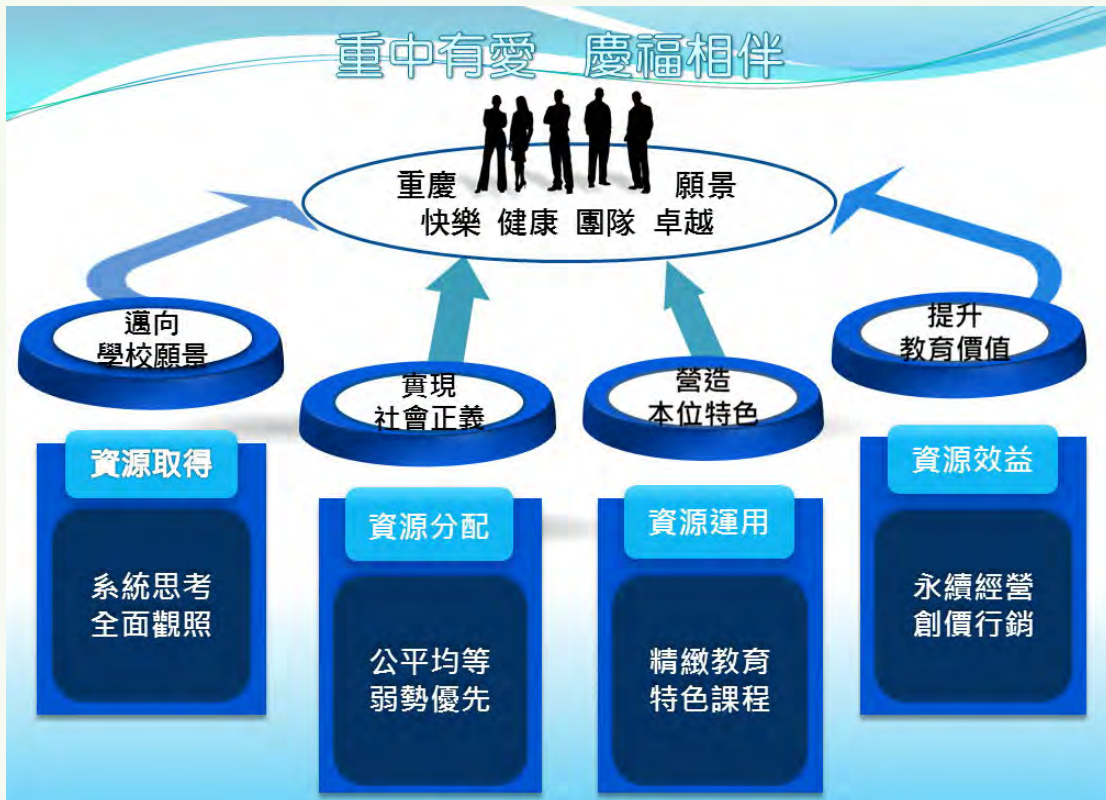 重中有愛 慶福相伴
重慶 願景
快樂 健康 團隊 卓越
邁向
學校願景
資源取得
系統思考
全面觀照
實現
社會正義
資源分配
公平均等
弱勢優先
營造
本位特色
資源運用
精緻教育
特色課程
提升
教育價值
資源效益
永續經營
創價行銷